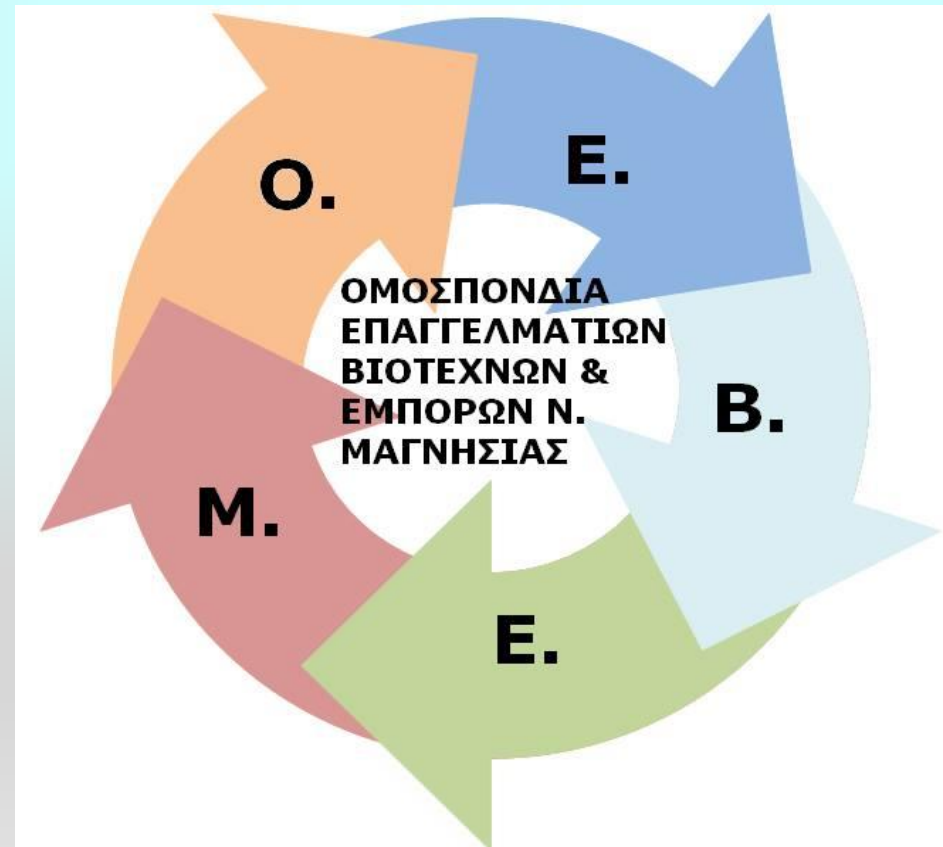 Ο.
Ε.
Β.
Ε.
Μ.
ΟΜΟΣΠΟΝΔΙΑ
ΕΠΑΓΓΕΛΜΑΤΙΩΝ
ΒΙΟΤΕΧΝΩΝ &
ΕΜΠΟΡΩΝ Ν.
ΜΑΓΝΗΣΙΑΣ